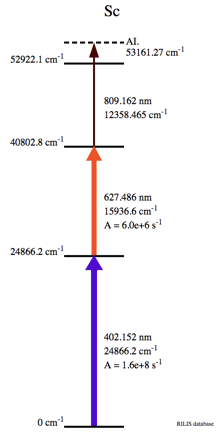 Sc
AI.
53161.27 cm-1
52922.1 cm-1
809.162 nm
12358.465 cm-1
40802.8 cm-1
627.486 nm
15936.6 cm-1
A = 6.0e+6 s-1
24866.2 cm-1
402.152 nm
24866.2 cm-1
A = 1.6e+8 s-1
0 cm-1
RILIS database